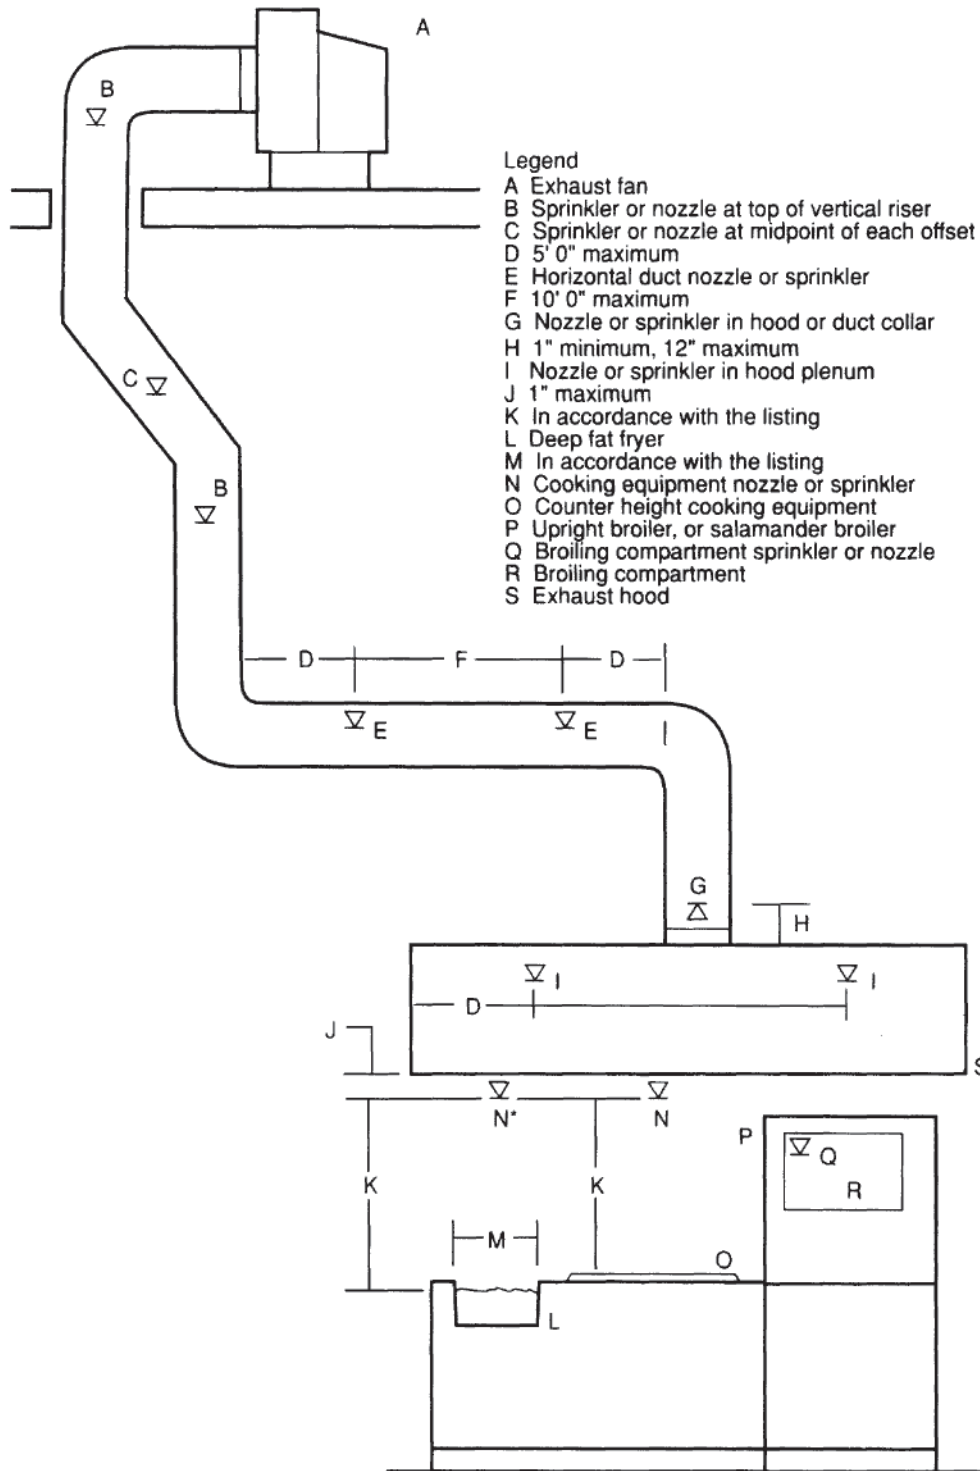 A
B
Legend
A Exhaust fan
B Sprinkler or nozzle at top of vertical riser
C Sprinkler or nozzle at midpoint of each offset
D 5' 0" maximum
E Horizontal duct nozzle or sprinkler
F 10' 0" maximum
G Nozzle or sprinkler in hood or duct collar
H 1" minimum, 12" maximum
I Nozzle or sprinkler in hood plenum
J 1" maximum
K In accordance with the listing
L Deep fat fryer
M In accordance with the listing
N Cooking equipment nozzle or sprinkler
O Counter height cooking equipment
P Upright broiler, or salamander broiler
Q Broiling compartment sprinkler or nozzle
R Broiling compartment
S Exhaust hood
C
B
D F D
E E
G
H
I I
D
J
S
N* N
P
Q
K K R
M
O
L